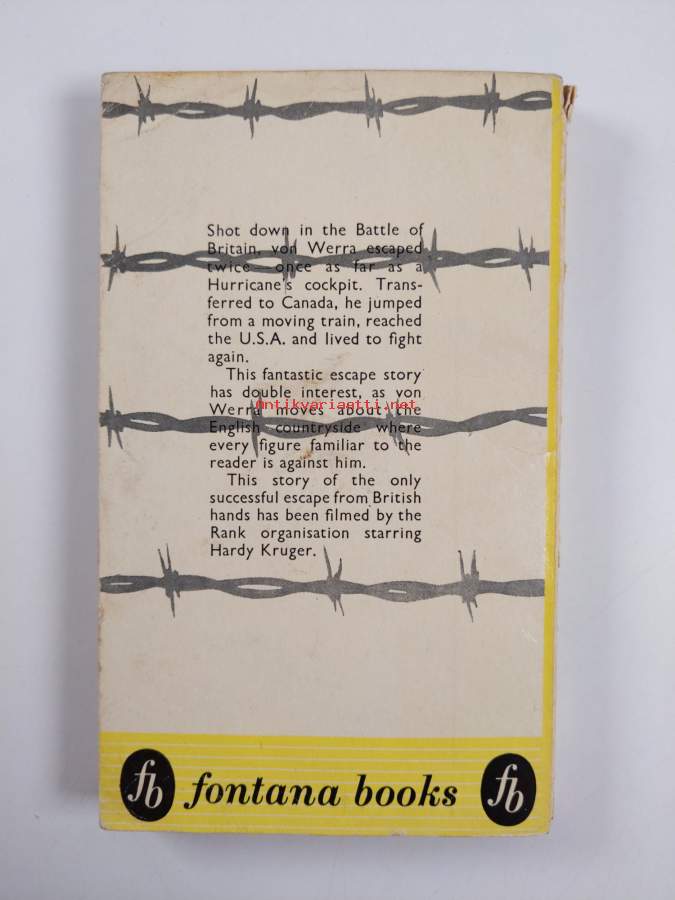 Shot down in the Battle of
Britain, von Werra escaped
twice—once as far as a
Hurricane's cockpit. Trans-
ferred to Canada, he jumped
from a moving train, reached
the U.S.A. and lived to fight
again.
This fantastic escape story
has double interest, as von
antikvariaatti.net
Werra moves about the
English countryside where
every figure familiar to the
reader is against him.
This story of the only
successful escape from British
hands has been filmed by the
Rank organisation starring
Hardy Kruger.
fb fontana books fb